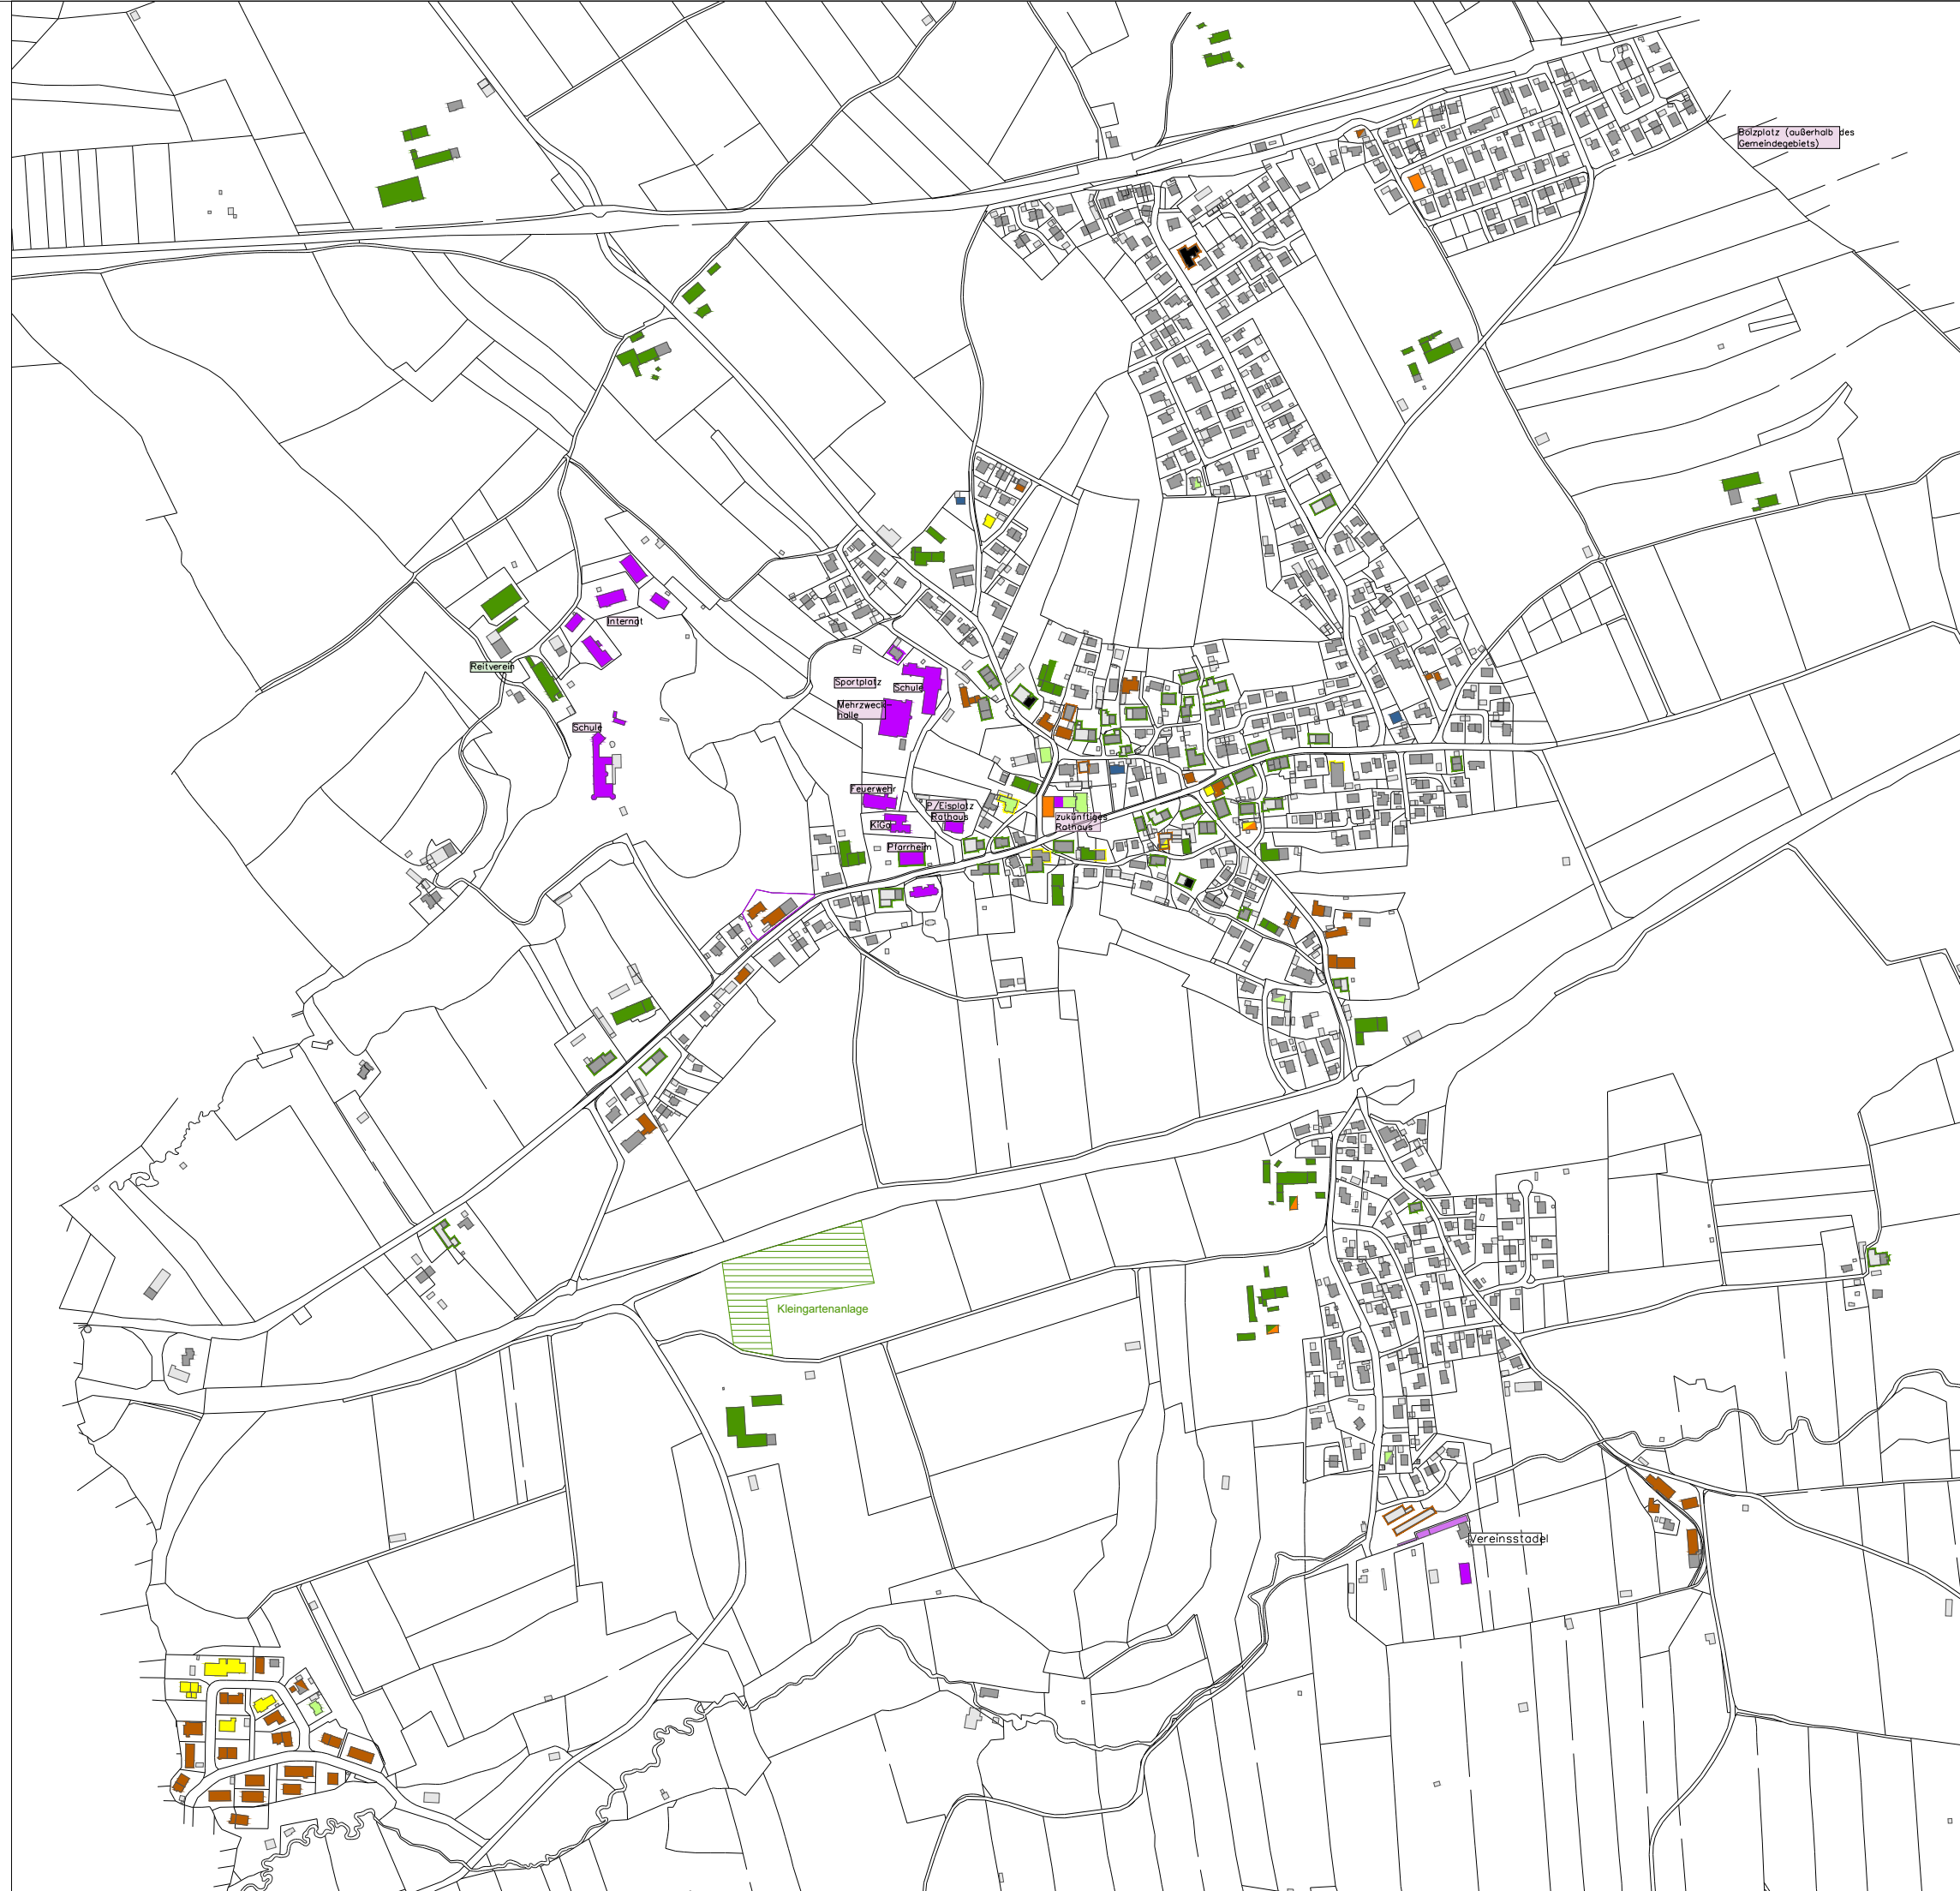 Bolzplatz (außerhalb des
Gemeindegebiets)
Internat
Reitverein
Sportplatz
Schule
Mehrzweck-
halle
Schule
Feuerwehr
P/Eisplatz
Rathaus
KiGa
zukünftiges
Rathaus
Pfarrheim
Kleingartenanlage
Vereinsstadel